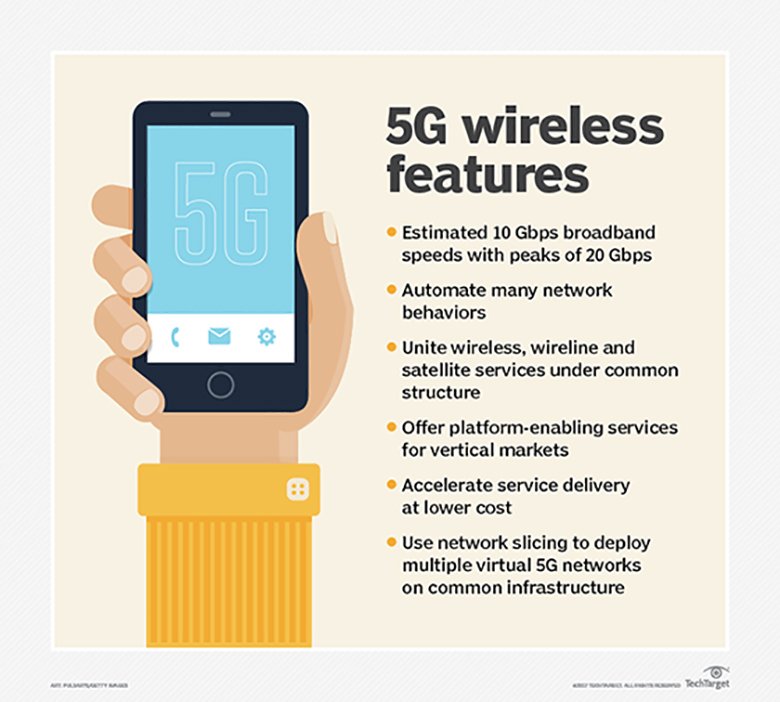 5G
5G wireless
features
Estimated 10 Gbps broadband
speeds with peaks of 20 Gbps
Automate many network
behaviors
Unite wireless, wireline and
satellite services under common
structure
Offer platform-enabling services
for vertical markets
Accelerate service delivery
at lower cost
Use network slicing to deploy
multiple virtual 5G networks
on common infrastructure
ART: PULSARTS/GETTY IMAGES
©2017 TECHTARGET. ALL RIGHTS RESERVED TechTarget